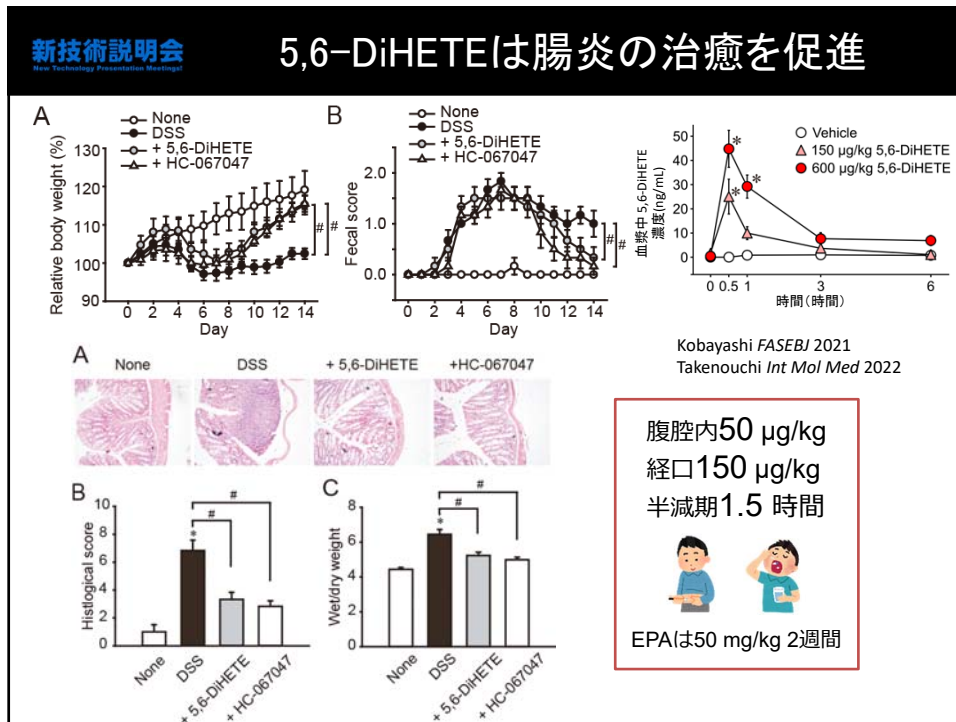 新技術説明会
New Technology Presentation Meetings!
5,6-DiHETEは腸炎の治癒を促進
A
None
DSS
+ 5,6-DiHETE
+ HC-067047
Relative body weight (%)
130
120
110
100
90
0 2 4 6 8 10 12 14
Day
# #
B
None
DSS
+ 5,6-DiHETE
+ HC-067047
Fecal score
2.0
1.0
0.0
0 2 4 6 8 10 12 14
Day
# #
Vehicle
150 µg/kg 5,6-DiHETE
600 µg/kg 5,6-DiHETE
血漿中 5,6-DiHETE
濃度(ng/mL)
50
40
30
20
10
0
* * *
0 0.5 1 3 6
時間(時間)
Kobayashi FASEBJ 2021
Takenouchi Int Mol Med 2022
A
None DSS + 5,6-DiHETE +HC-067047
B
Histlogical score
10
8
6
4
2
0
*
#
#
None DSS + 5,6-DiHETE + HC-067047
C
Wet/dry weight
8
6
4
2
0
*
#
#
None DSS + 5,6-DiHETE + HC-067047
腹腔内50 µg/kg
経口150 µg/kg
半減期1.5 時間
EPAは50 mg/kg 2週間